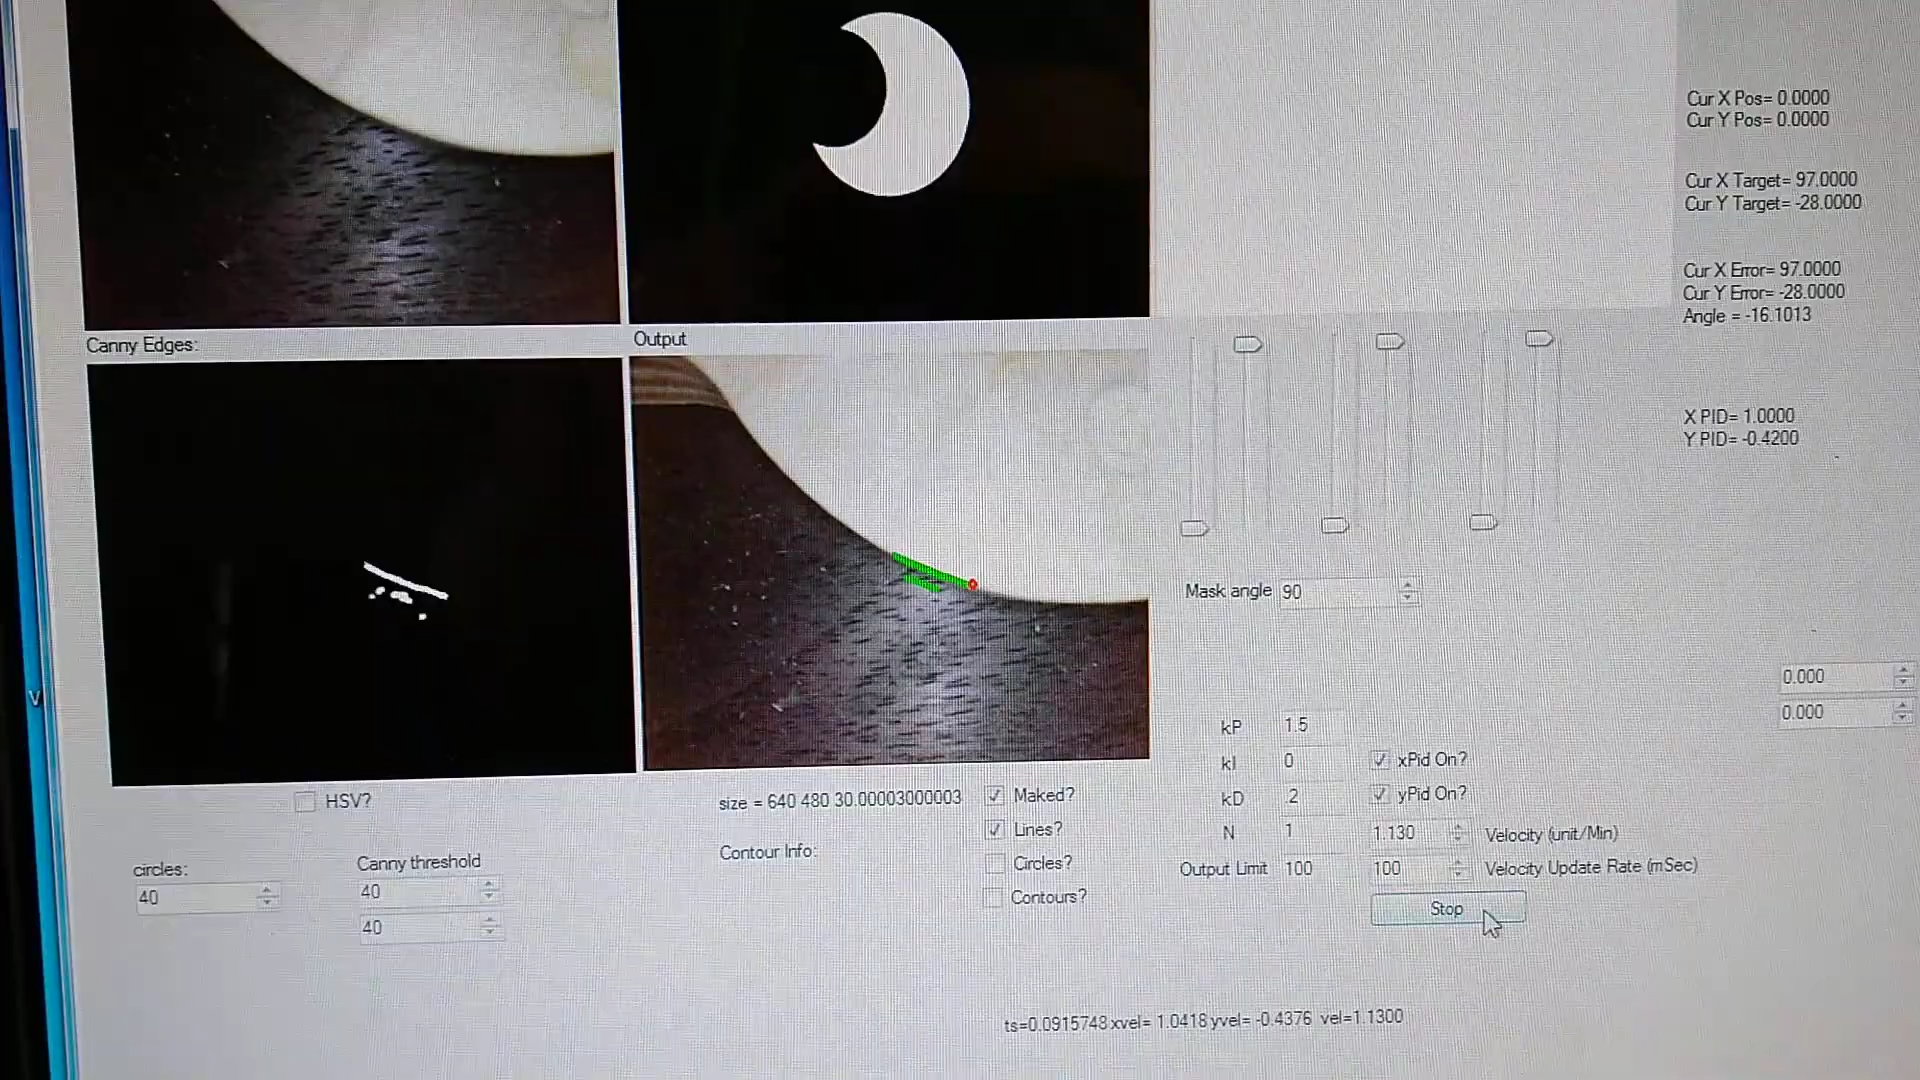 Cur X Pos= 0.0000
Cur Y Pos= 0.0000
Cur X Target= 97.0000
Cur Y Target= -28.0000
Cur X Error= 97.0000
Cur Y Error= -28.0000
Angle = -16.1013
Canny Edges:
Output
X PID= 1.0000
Y PID= -0.4200
Mask angle 90
0.000
0.000
kP 1.5
kI 0 xPid On?
kD .2 yPid On?
N 1 1.130 Velocity (unit/Min)
Output Limit 100 100 Velocity Update Rate (mSec)
Stop
HSV?
size = 640 480 30.00003000003
Maked?
Lines?
Contour Info:
Circles?
Contours?
circles:
40
Canny threshold
40
40
V
ts=0.0915748 xvel= 1.0418 yvel= -0.4376 vel=1.1300